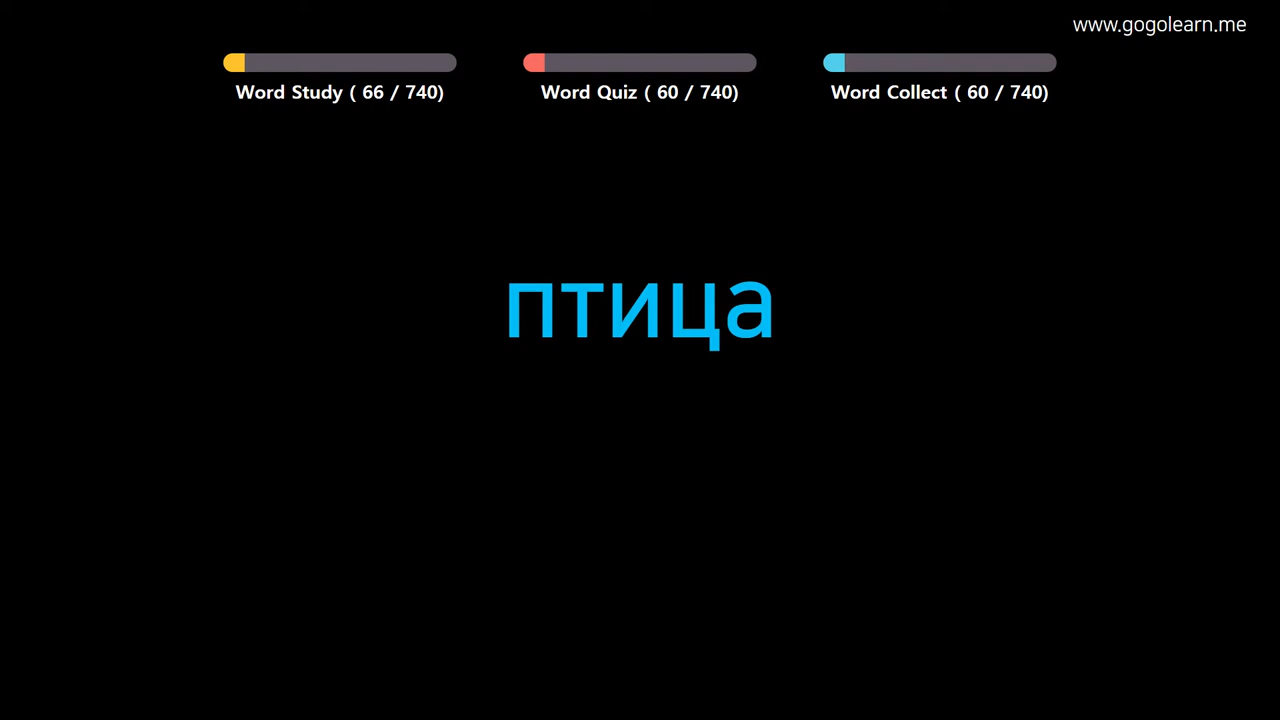 www.gogolearn.me
Word Study ( 66 / 740)
Word Quiz ( 60 / 740)
Word Collect ( 60 / 740)
птица